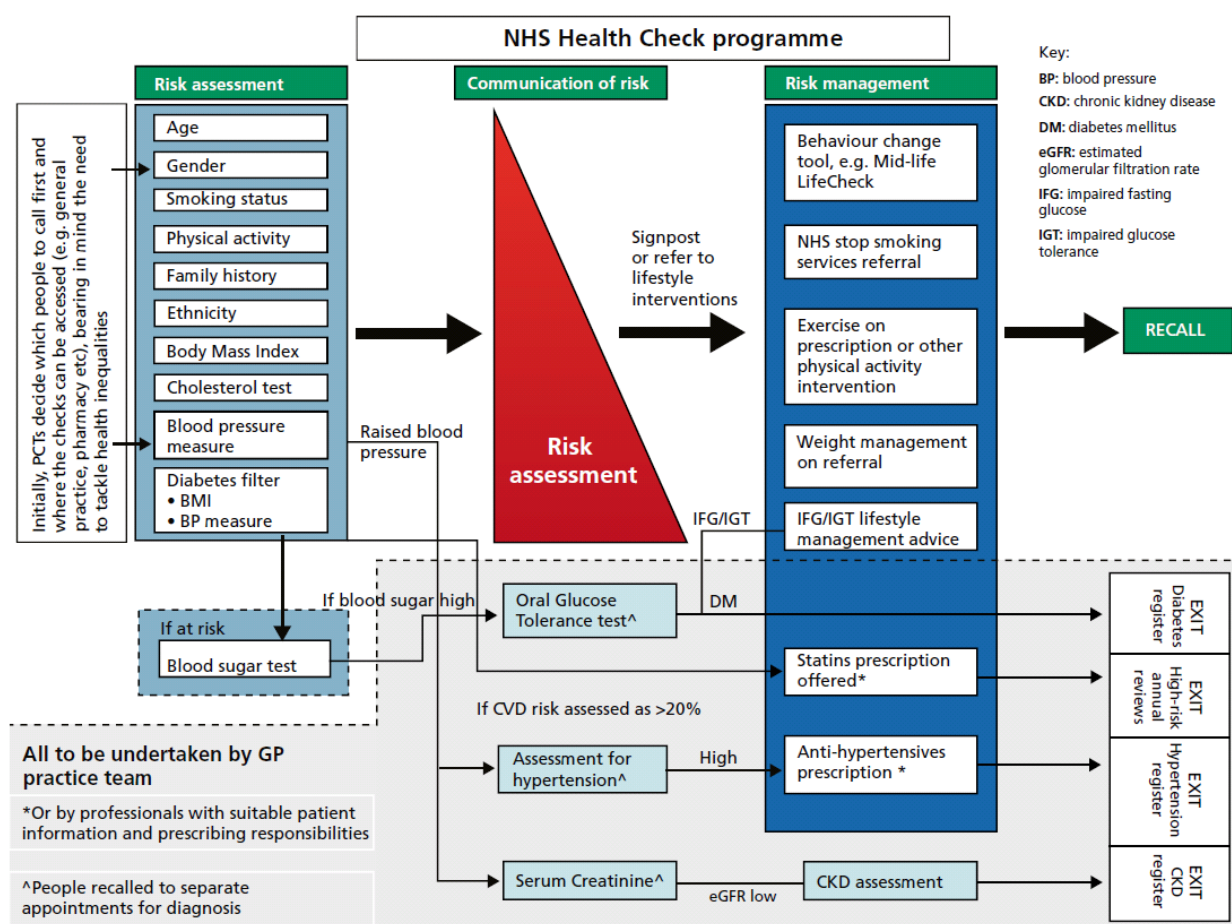 NHS Health Check programme
Key:
BP: blood pressure
CKD: chronic kidney disease
DM: diabetes mellitus
eGFR: estimated
glomerular filtration rate
IFG: impaired fasting
glucose
IGT: impaired glucose
tolerance
Risk assessment
Communication of risk
Risk management
Initially, PCTs decide which people to call first and
where the checks can be accessed (e.g. general
practice, pharmacy etc), bearing in mind the need
to tackle health inequalities
Age
Gender
Smoking status
Physical activity
Family history
Ethnicity
Body Mass Index
Cholesterol test
Blood pressure
measure
Diabetes filter
• BMI
• BP measure
Raised blood
pressure
Risk
assessment
Signpost
or refer to
lifestyle
interventions
Behaviour change
tool, e.g. Mid-life
LifeCheck
NHS stop smoking
services referral
Exercise on
prescription or other
physical activity
intervention
Weight management
on referral
IFG/IGT lifestyle
management advice
RECALL
IFG/IGT
If at risk
Blood sugar test
If blood sugar high
Oral Glucose
Tolerance test^
DM
Statins prescription
offered*
If CVD risk assessed as >20%
Assessment for
hypertension^
High
Anti-hypertensives
prescription *
Serum Creatinine^
eGFR low
CKD assessment
EXIT
Diabetes
register
EXIT
High-risk
annual
reviews
EXIT
Hypertension
register
EXIT
CKD
register
All to be undertaken by GP
practice team
*Or by professionals with suitable patient
information and prescribing responsibilities
^People recalled to separate
appointments for diagnosis